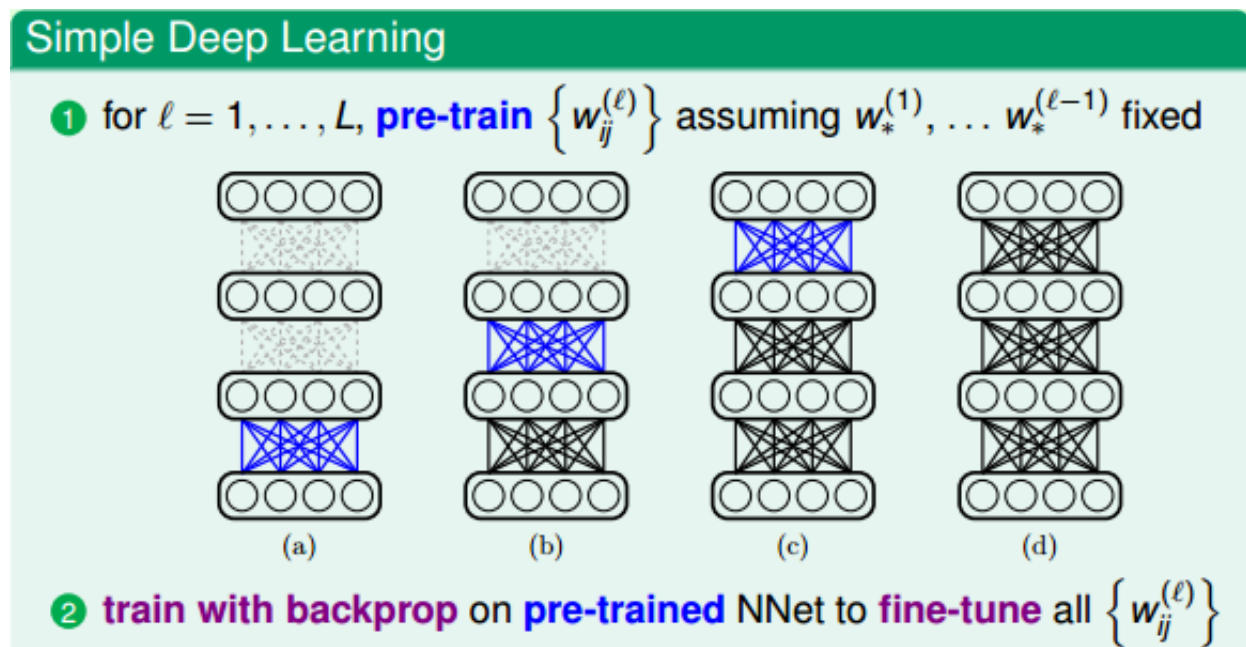 Simple Deep Learning
1 for ℓ = 1, . . . , L, pre-train {w_ij^(ℓ)} assuming w_*^(1), . . . w_*^(ℓ−1) fixed
(a) (b) (c) (d)
2 train with backprop on pre-trained NNet to fine-tune all {w_ij^(ℓ)}